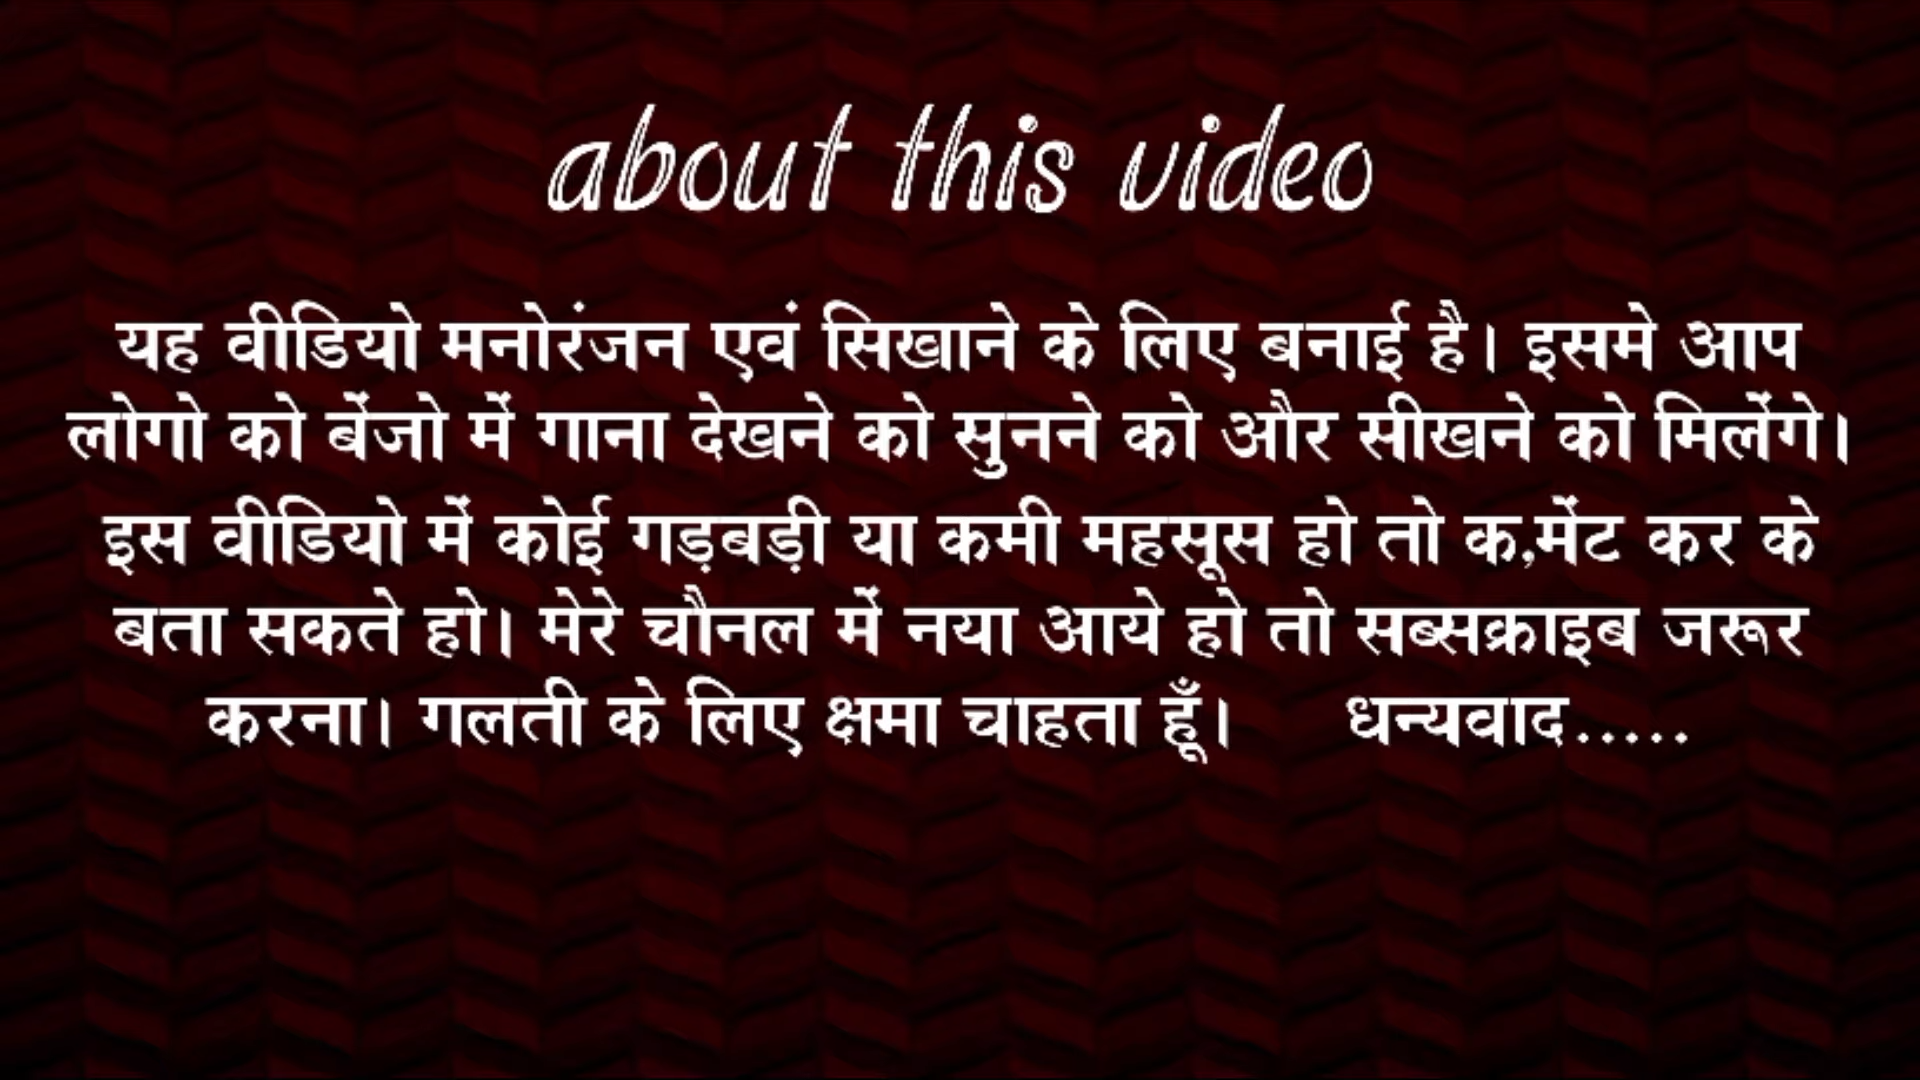 about this video
यह वीडियो मनोरंजन एवं सिखाने के लिए बनाई है। इसमे आप
लोगो को बेंजो में गाना देखने को सुनने को और सीखने को मिलेंगे।
इस वीडियो में कोई गड़बड़ी या कमी महसूस हो तो क,मेंट कर के
बता सकते हो। मेरे चौनल में नया आये हो तो सब्सक्राइब जरूर
करना। गलती के लिए क्षमा चाहता हूँ। धन्यवाद.....